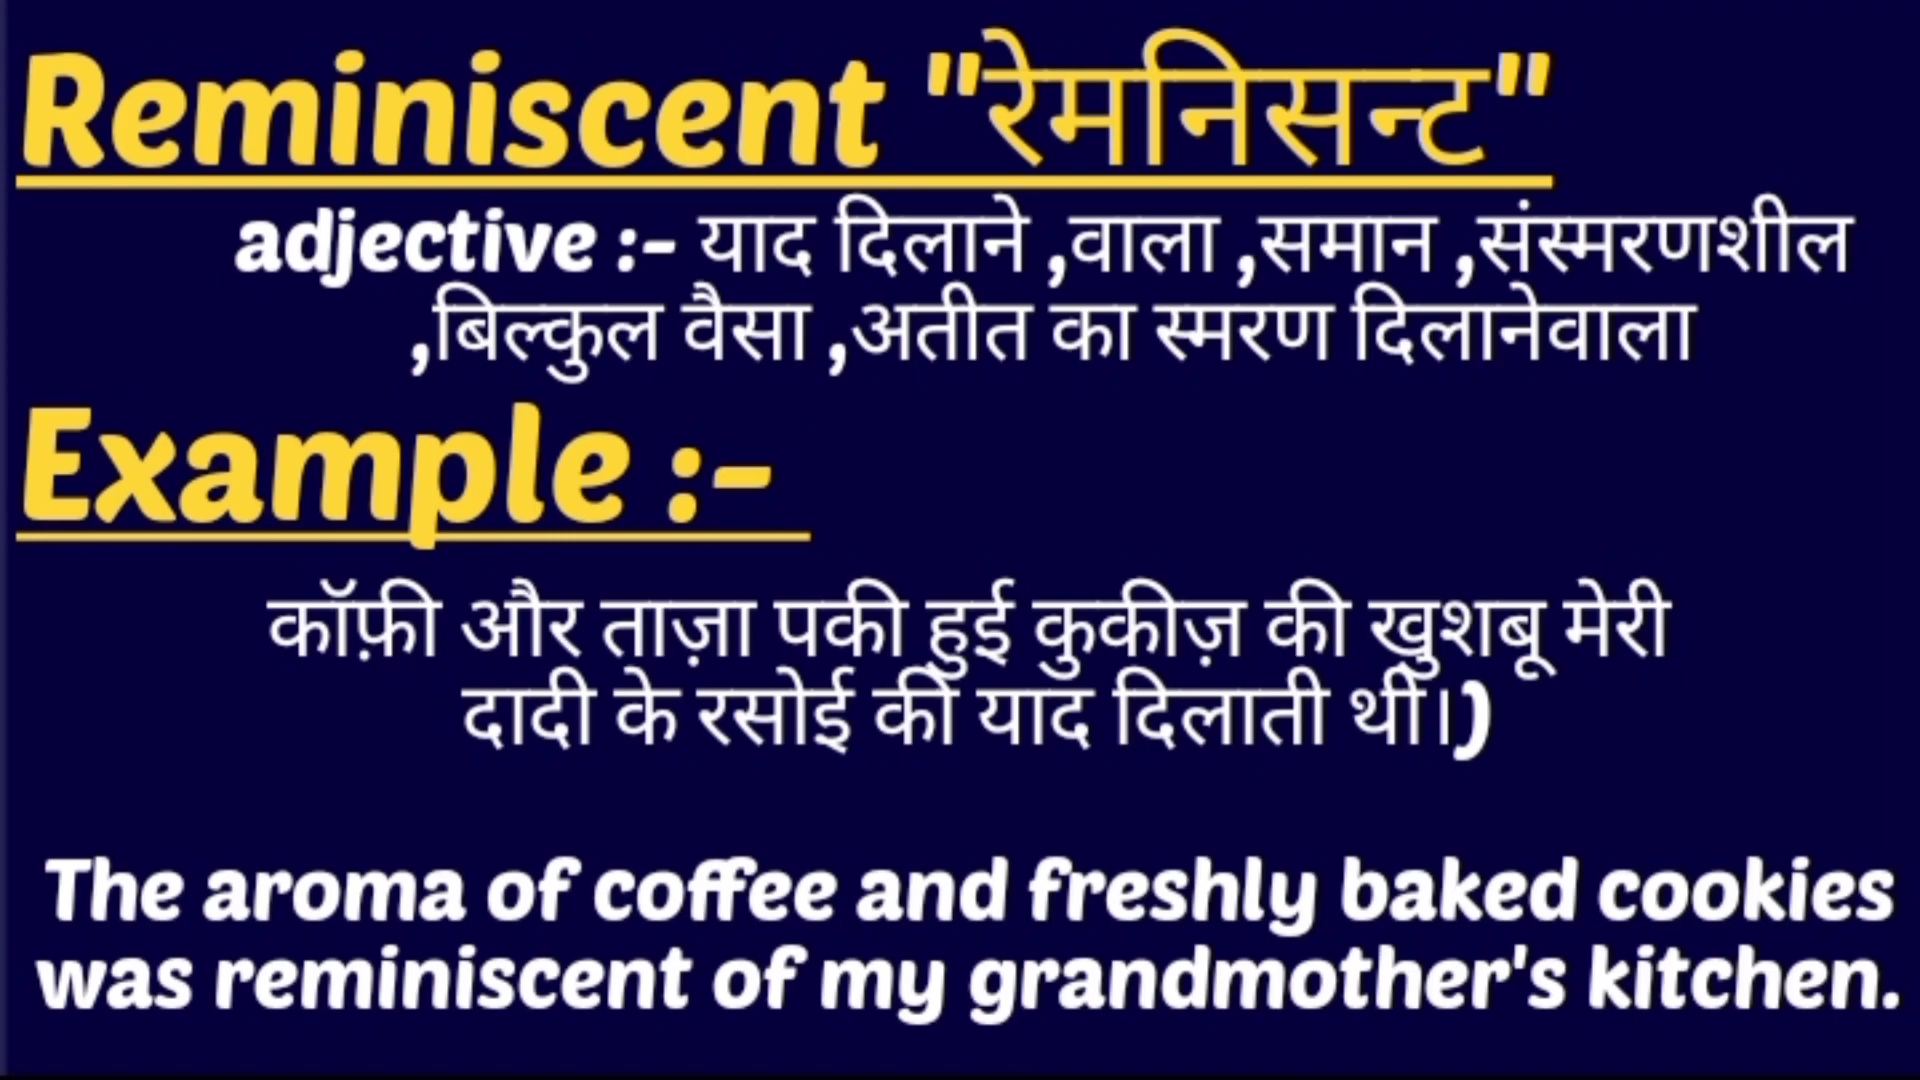 Reminiscent "रेमनिसन्ट"
adjective :- याद दिलाने ,वाला ,समान ,संस्मरणशील
,बिल्कुल वैसा ,अतीत का स्मरण दिलानेवाला
Example :-
कॉफ़ी और ताज़ा पकी हुई कुकीज़ की खुशबू मेरी
दादी के रसोई की याद दिलाती थी।)
The aroma of coffee and freshly baked cookies
was reminiscent of my grandmother's kitchen.